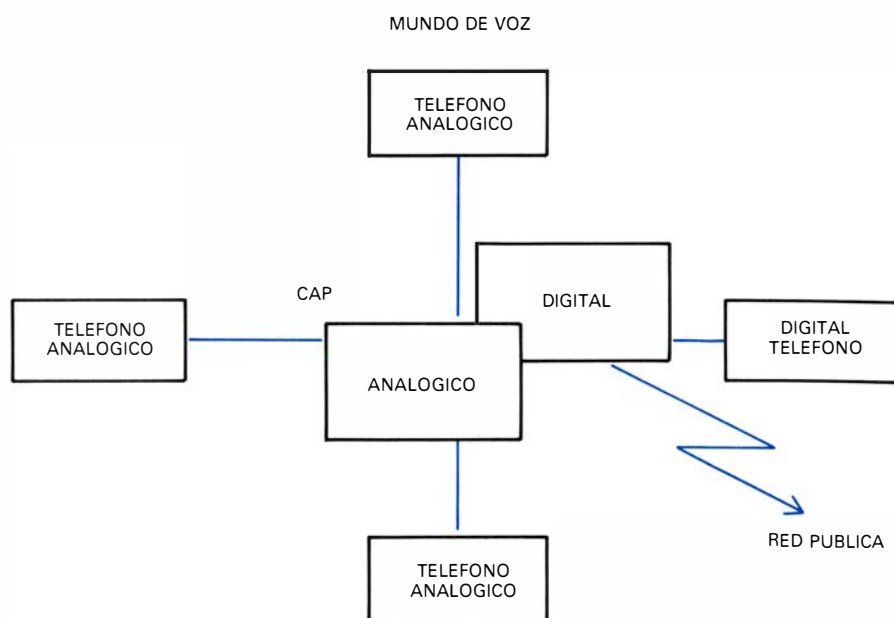 MUNDO DE VOZ
TELEFONO
ANALOGICO
CAP
DIGITAL
TELEFONO
ANALOGICO
ANALOGICO
DIGITAL
TELEFONO
RED PUBLICA
TELEFONO
ANALOGICO